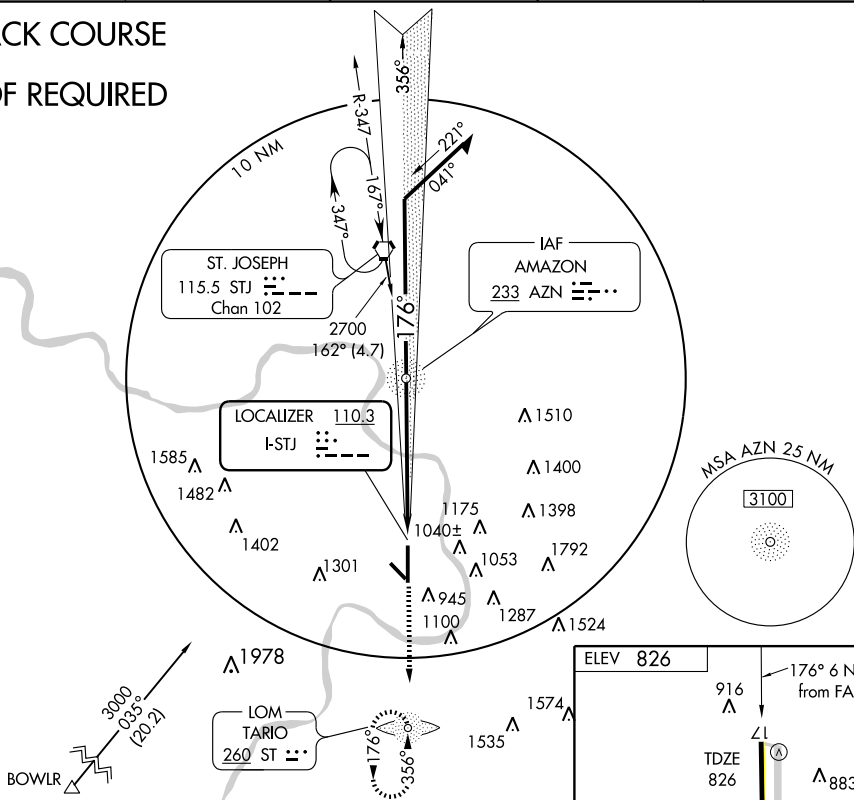 CK COURSE
F REQUIRED
356°
R-347
10 NM
221°
041°
167°
347°
ST. JOSEPH
115.5 STJ
Chan 102
IAF
AMAZON
233 AZN
176°
2700
162° (4.7)
LOCALIZER 110.3
I-STJ
1510
1585
1482
1400
MSA AZN 25 NM
3100
1175
1398
1040±
1402
1053
1792
1301
945
1287
1100
1524
1978
ELEV 826
176° 6 N
from FA
916
3000
035°
(20.2)
LOM
TARIO
260 ST
1574
1535
176°
356°
17
V
TDZE
826
883
BOWLR